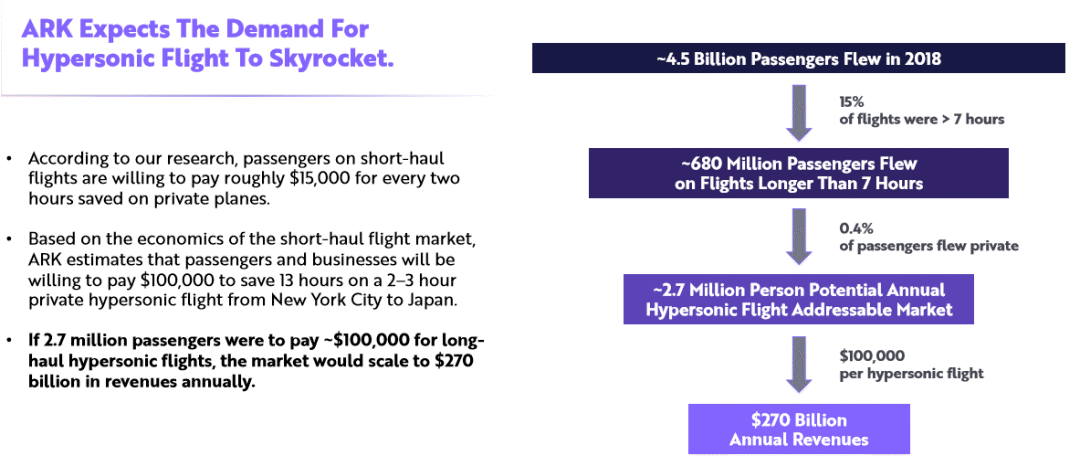 ARK Expects The Demand For
Hypersonic Flight To Skyrocket.
• According to our research, passengers on short-haul
flights are willing to pay roughly $15,000 for every two
hours saved on private planes.
• Based on the economics of the short-haul flight market,
ARK estimates that passengers and businesses will be
willing to pay $100,000 to save 13 hours on a 2–3 hour
private hypersonic flight from New York City to Japan.
• If 2.7 million passengers were to pay ~$100,000 for long-
haul hypersonic flights, the market would scale to $270
billion in revenues annually.
~4.5 Billion Passengers Flew in 2018
15%
of flights were > 7 hours
~680 Million Passengers Flew
on Flights Longer Than 7 Hours
0.4%
of passengers flew private
~2.7 Million Person Potential Annual
Hypersonic Flight Addressable Market
$100,000
per hypersonic flight
$270 Billion
Annual Revenues